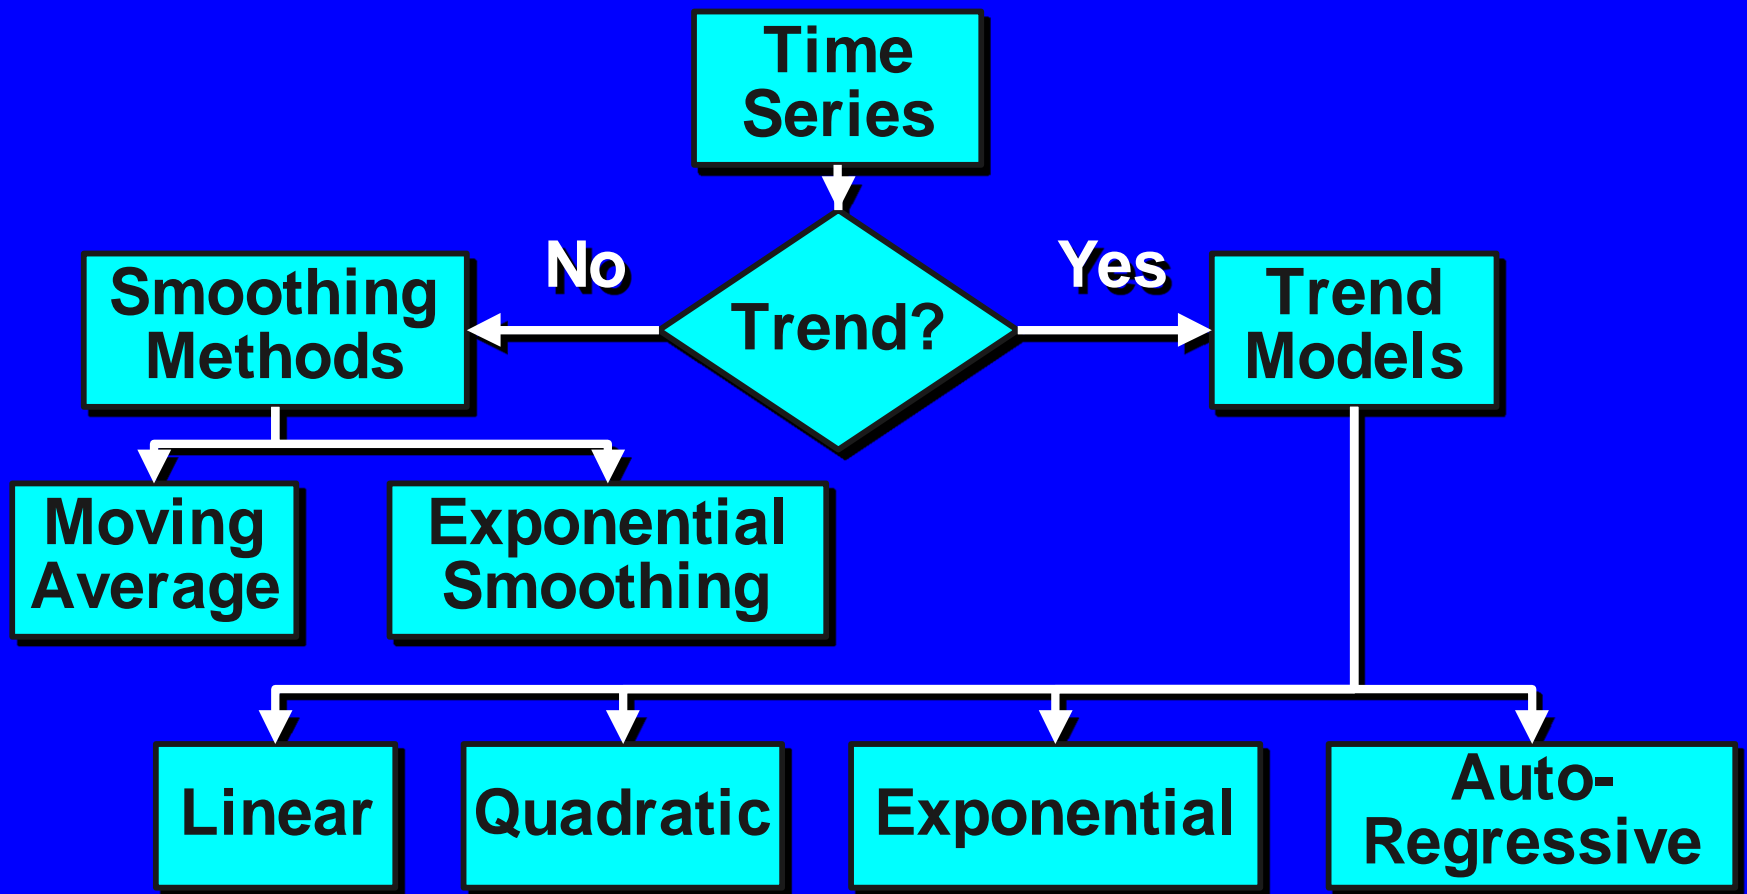 Time
Series
No
Yes
Smoothing
Methods
Trend?
Trend
Models
Moving
Average
Exponential
Smoothing
Linear
Quadratic
Exponential
Auto-
Regressive